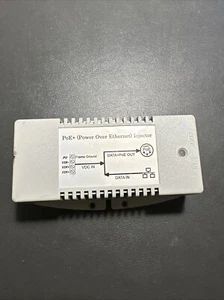 PoE+ (Power Over Ethernet) Injector
DATA+PoE OUT
Frame Ground
VDC IN
DATA IN